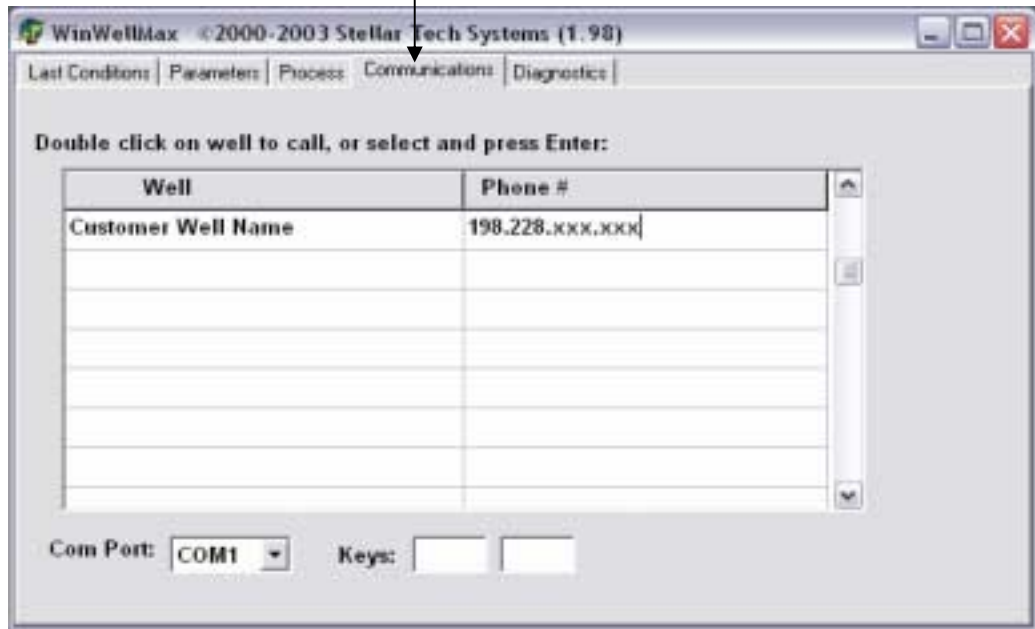 WinWellMax ©2000-2003 Stellar Tech Systems (1.98)
Last Conditions Parameters Process Communications Diagnostics
Double click on well to call, or select and press Enter:
Well Phone #
Customer Well Name 198.228.xxx.xxx
Com Port: COM1 Keys: